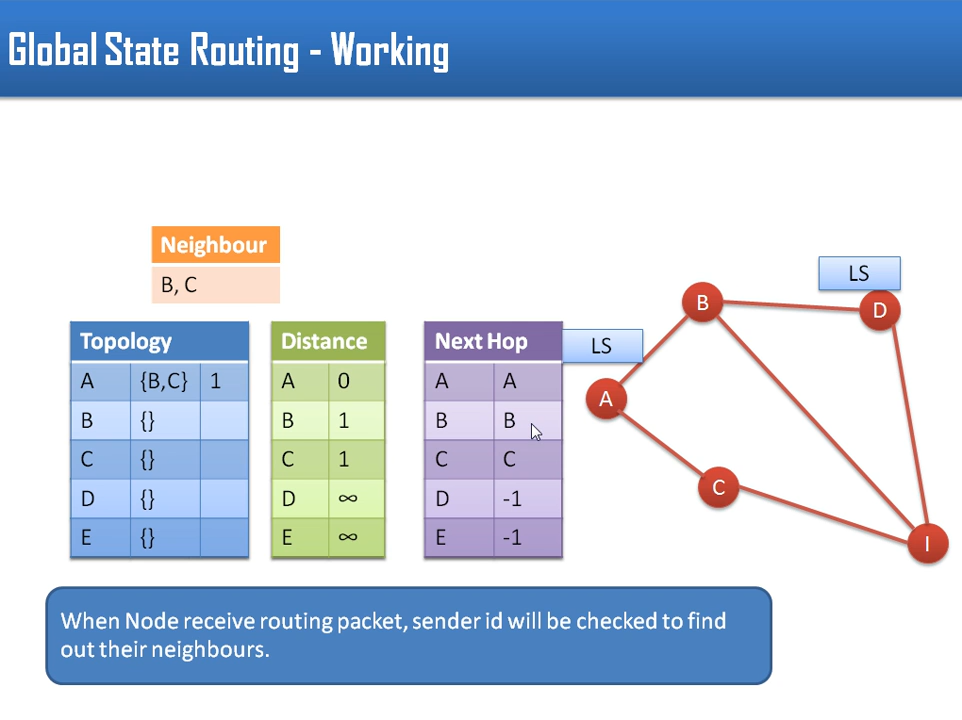 Global State Routing - Working
Neighbour
B, C
Topology
A {B,C} 1
B {}
C {}
D {}
E {}
Distance
A 0
B 1
C 1
D ∞
E ∞
Next Hop
A A
B B
C C
D -1
E -1
LS
LS
B
D
A
C
I
When Node receive routing packet, sender id will be checked to find
out their neighbours.